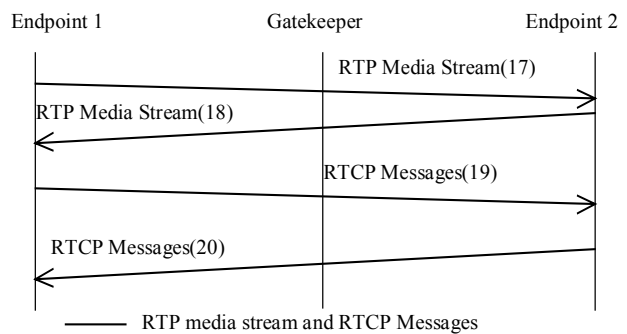 Endpoint 1 Gatekeeper Endpoint 2
RTP Media Stream(17)
RTP Media Stream(18)
RTCP Messages(19)
RTCP Messages(20)
RTP media stream and RTCP Messages